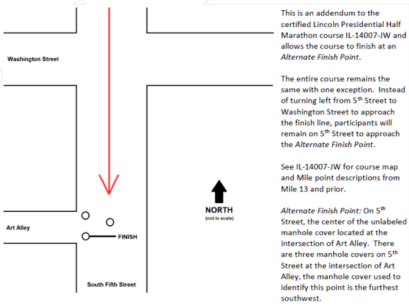 This is an addendum to the
certified Lincoln Presidential Half
Marathon course IL-14007-JW and
allows the course to finish at an
Alternate Finish Point.
The entire course remains the
same with one exception. Instead
of turning left from 5th Street to
Washington Street to approach
the finish line, participants will
remain on 5th Street to approach
the Alternate Finish Point.
See IL-14007-JW for course map
and Mile point descriptions from
Mile 13 and prior.
Alternate Finish Point: On 5th
Street, the center of the unlabeled
manhole cover located at the
intersection of Art Alley. There
are three manhole covers on 5th
Street at the intersection of Art
Alley, the manhole cover used to
identify this point is the furthest
southwest.
Washington Street
NORTH
(not to scale)
Art Alley
FINISH
South Fifth Street